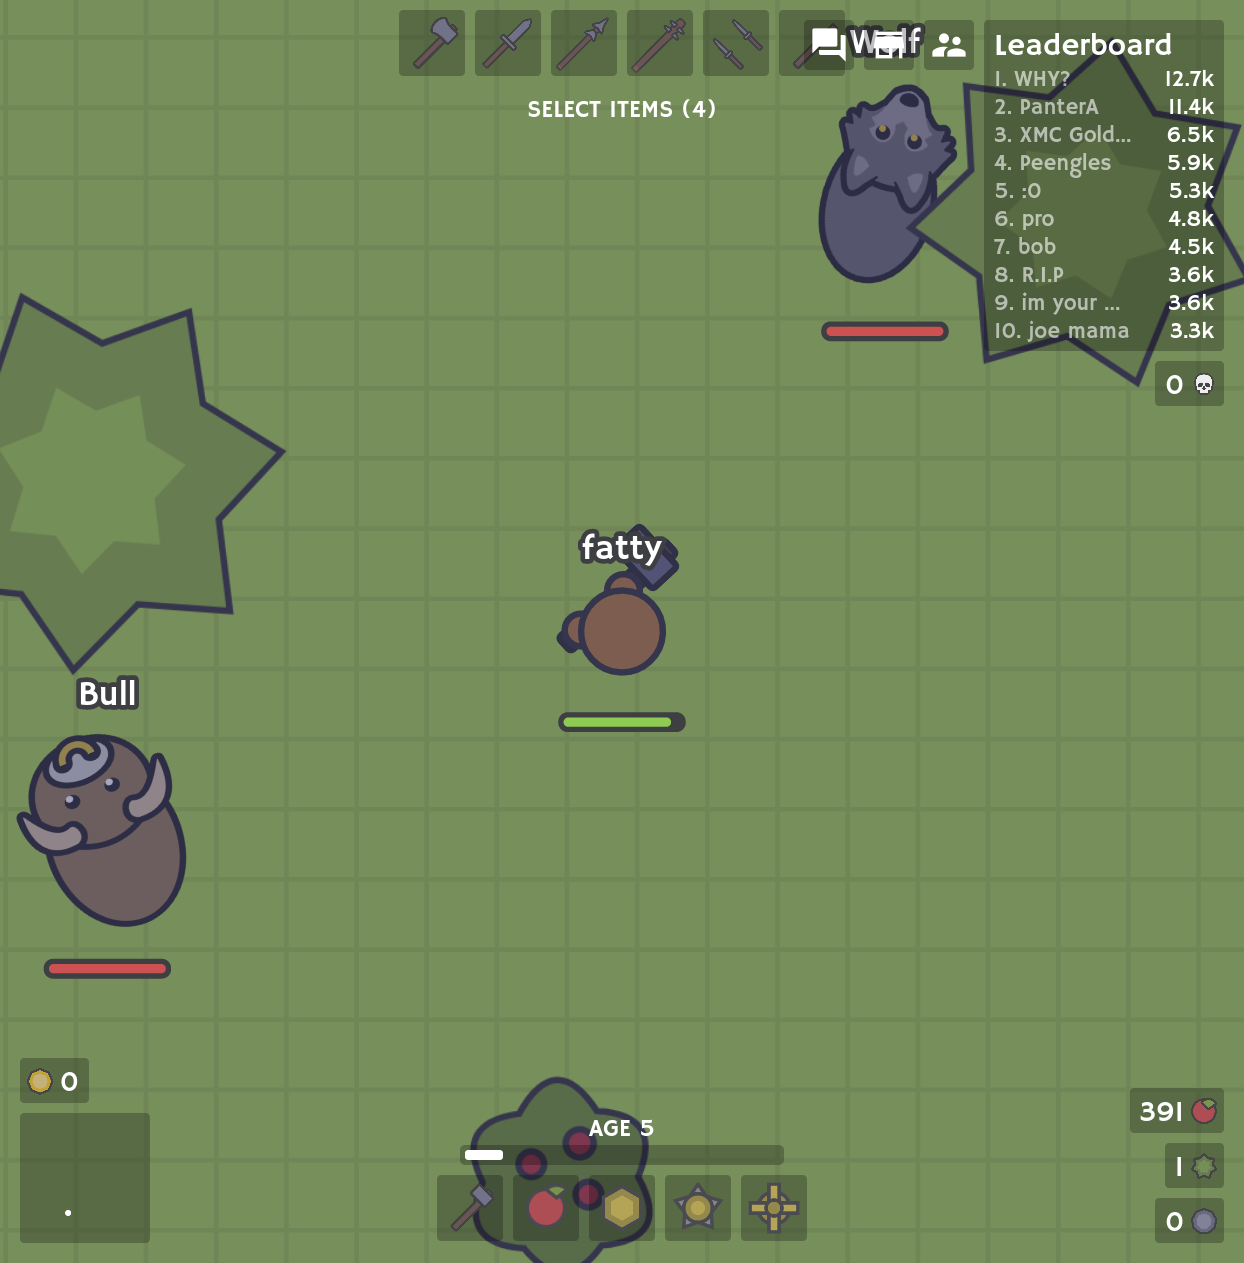 Wolf
SELECT ITEMS (4)
Leaderboard
1. WHY? 12.7k
2. PanterA 11.4k
3. XMC Gold... 6.5k
4. Peengles 5.9k
5. :0 5.3k
6. pro 4.8k
7. bob 4.5k
8. R.I.P 3.6k
9. im your ... 3.6k
10. joe mama 3.3k
0
fatty
Bull
0
AGE 5
391
1
0